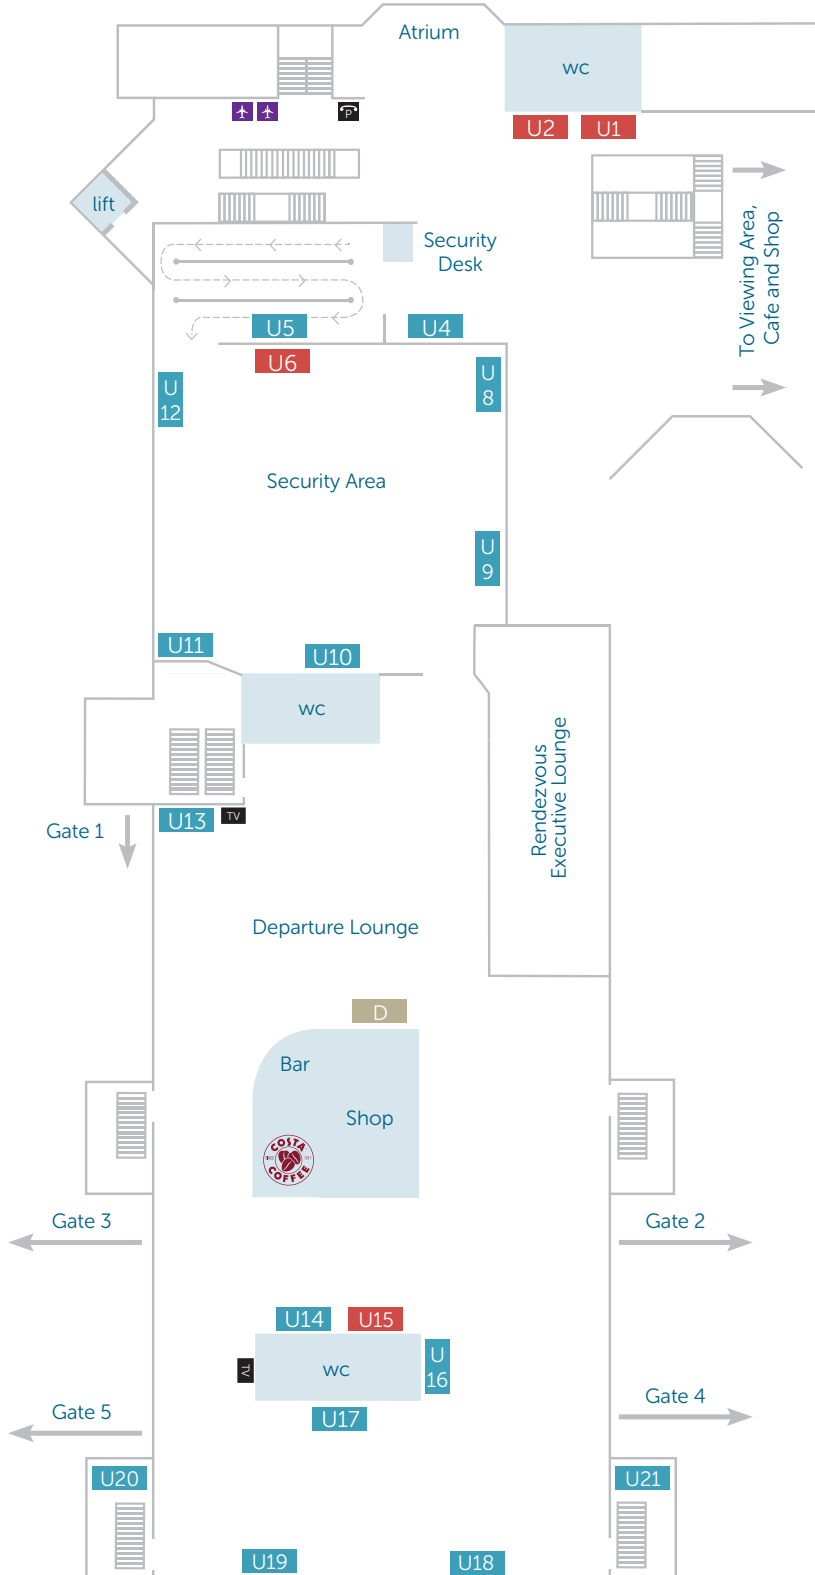 Atrium
wc
U2
U1
P
lift
Security
Desk
To Viewing Area,
Cafe and Shop
U5
U4
U6
U
12
U
8
Security Area
U
9
U11
U10
wc
Rendezvous
Executive Lounge
U13
TV
Gate 1
Departure Lounge
D
Bar
Shop
COSTA
SINCE 1971
COFFEE
Gate 3
Gate 2
U14
U15
wc
TV
U
16
U17
Gate 4
Gate 5
U20
U21
U19
U18